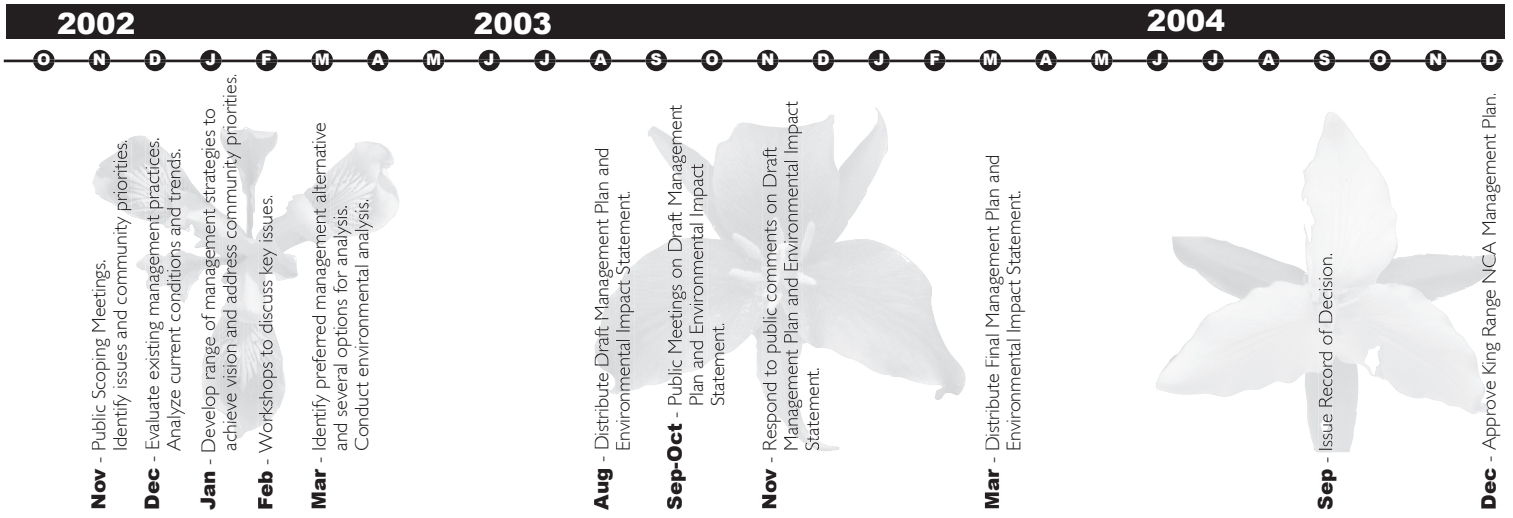 2002 2003 2004
O N D J F M A M J J A S O N D J F M A M J J A S O N D
Nov - Public Scoping Meetings.
Identify issues and community priorities.
Dec - Evaluate existing management practices.
Analyze current conditions and trends.
Jan - Develop range of management strategies to
achieve vision and address community priorities.
Feb - Workshops to discuss key issues.
Mar - Identify preferred management alternative
and several options for analysis.
Conduct environmental analysis.
Aug - Distribute Draft Management Plan and
Environmental Impact Statement.
Sep-Oct - Public Meetings on Draft Management
Plan and Environmental Impact
Statement.
Nov - Respond to public comments on Draft
Management Plan and Environmental Impact
Statement.
Mar - Distribute Final Management Plan and
Environmental Impact Statement.
Sep - Issue Record of Decision.
Dec - Approve King Range NCA Management Plan.